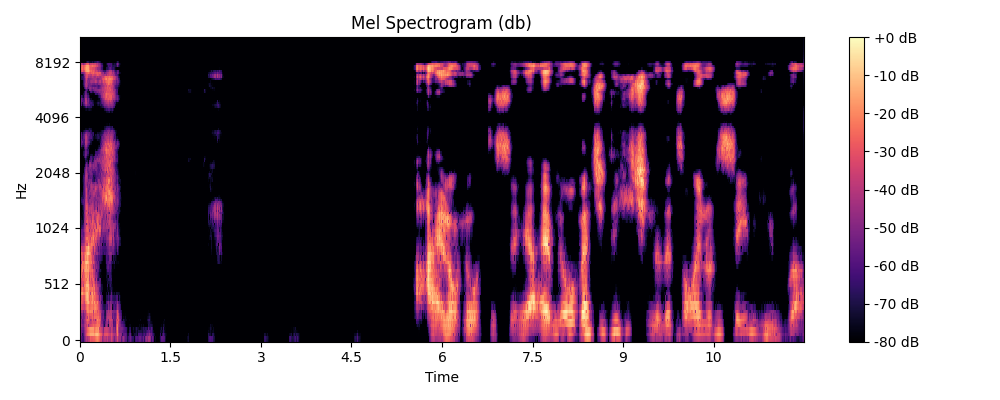 Mel Spectrogram (db)
8192
4096
2048
1024
512
0
Hz
0 1.5 3 4.5 6 7.5 9 10
Time
+0 dB
-10 dB
-20 dB
-30 dB
-40 dB
-50 dB
-60 dB
-70 dB
-80 dB